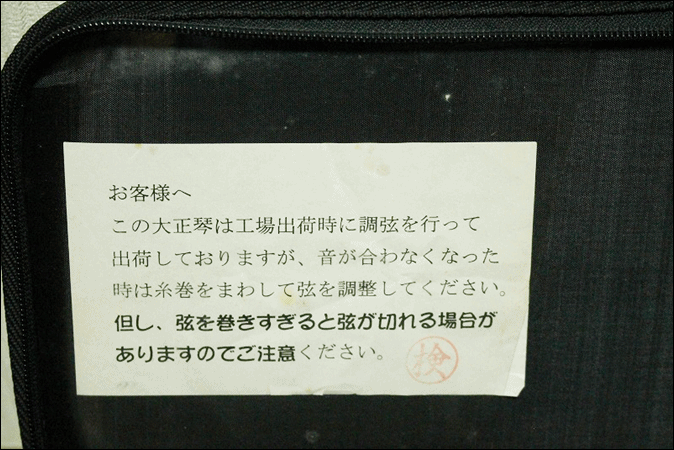 お客様へ
この大正琴は工場出荷時に調弦を行って
出荷しておりますが、音が合わなくなった
時は糸巻をまわして弦を調整してください。
但し、弦を巻きすぎると弦が切れる場合が
ありますのでご注意ください。
検